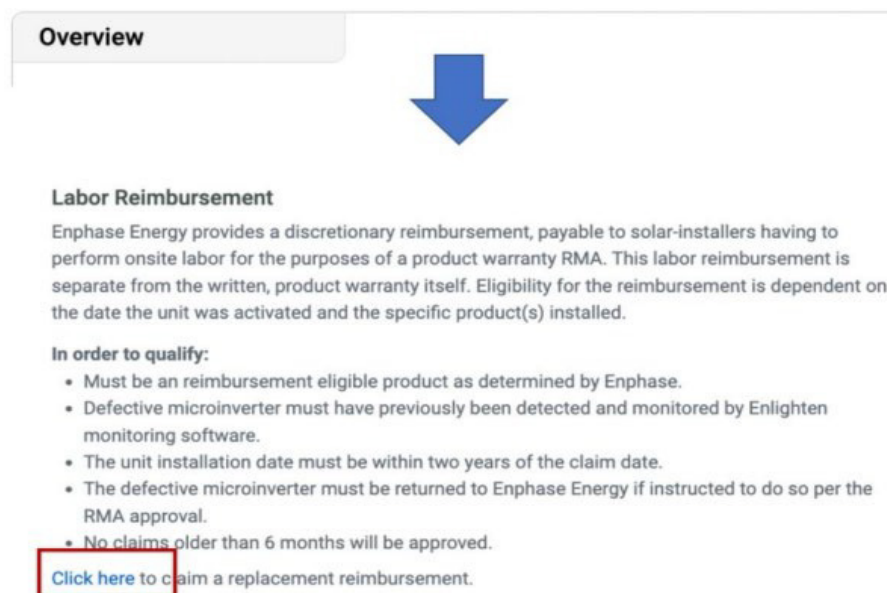 Overview
Labor Reimbursement
Enphase Energy provides a discretionary reimbursement, payable to solar-installers having to
perform onsite labor for the purposes of a product warranty RMA. This labor reimbursement is
separate from the written, product warranty itself. Eligibility for the reimbursement is dependent on
the date the unit was activated and the specific product(s) installed.
In order to qualify:
• Must be an reimbursement eligible product as determined by Enphase.
• Defective microinverter must have previously been detected and monitored by Enlighten
monitoring software.
• The unit installation date must be within two years of the claim date.
• The defective microinverter must be returned to Enphase Energy if instructed to do so per the
RMA approval.
• No claims older than 6 months will be approved.
Click here to claim a replacement reimbursement.